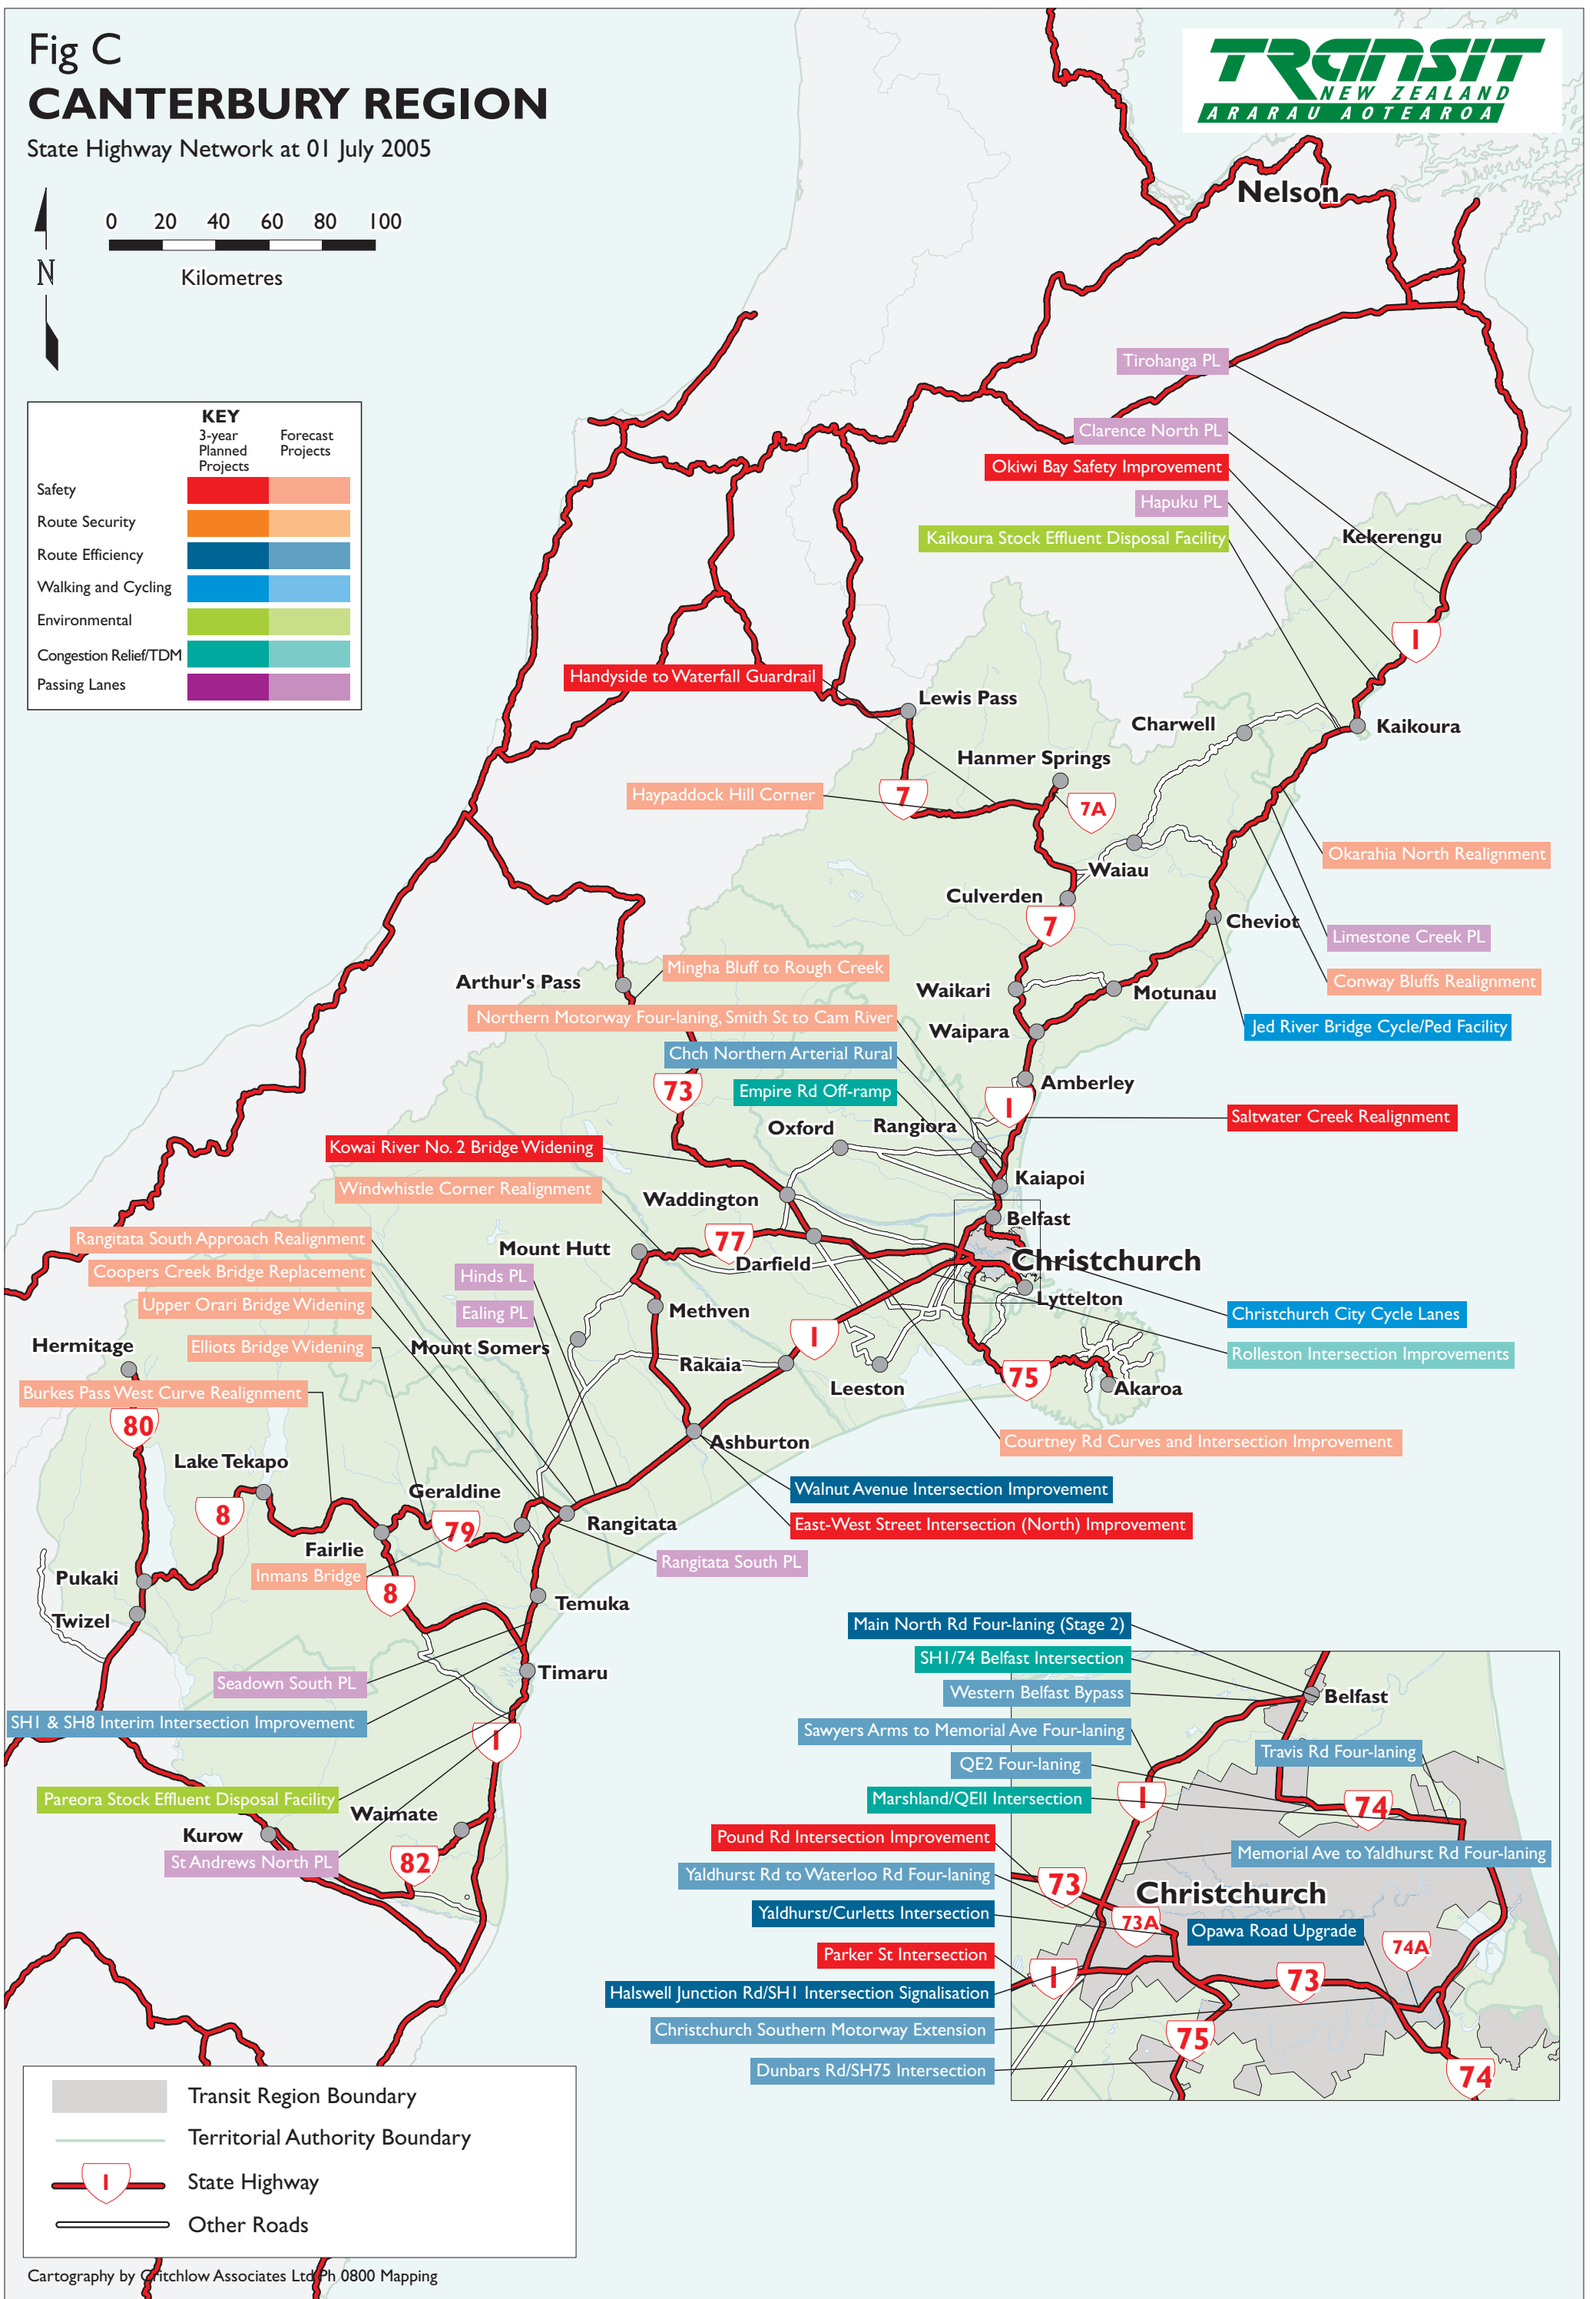 Fig C
CANTERBURY REGION
State Highway Network at 01 July 2005
TRANSIT
NEW ZEALAND
ARARAU AOTEAROA
0 20 40 60 80 100
Kilometres
N
KEY
3-year
Planned
Projects
Forecast
Projects
Safety
Route Security
Route Efficiency
Walking and Cycling
Environmental
Congestion Relief/TDM
Passing Lanes
Nelson
Tirohanga PL
Clarence North PL
Okiwi Bay Safety Improvement
Hapuku PL
Kaikoura Stock Effluent Disposal Facility
Kekerengu
1
Handyside to Waterfall Guardrail
Lewis Pass
Charwell
Kaikoura
Hanmer Springs
Haypaddock Hill Corner
7
7A
Okarahia North Realignment
Waiau
Culverden
7
Cheviot
Limestone Creek PL
Mingha Bluff to Rough Creek
Arthur's Pass
Conway Bluffs Realignment
Waikari
Motunau
Northern Motorway Four-laning, Smith St to Cam River
Jed River Bridge Cycle/Ped Facility
Waipara
Chch Northern Arterial Rural
73
Empire Rd Off-ramp
Amberley
1
Saltwater Creek Realignment
Oxford
Rangiora
Kowai River No. 2 Bridge Widening
Kaiapoi
Windwhistle Corner Realignment
Waddington
Belfast
Rangitata South Approach Realignment
77
Mount Hutt
Darfield
Christchurch
Coopers Creek Bridge Replacement
Hinds PL
Lyttelton
Upper Orari Bridge Widening
Ealing PL
Methven
Christchurch City Cycle Lanes
Hermitage
Elliots Bridge Widening
Mount Somers
1
Rakaia
Rolleston Intersection Improvements
Leeston
75
Akaroa
Burkes Pass West Curve Realignment
80
Ashburton
Courtney Rd Curves and Intersection Improvement
Lake Tekapo
Geraldine
Walnut Avenue Intersection Improvement
8
79
Rangitata
East-West Street Intersection (North) Improvement
Fairlie
Rangitata South PL
Inmans Bridge
Pukaki
8
Temuka
Twizel
Timaru
Seadown South PL
SH1 & SH8 Interim Intersection Improvement
1
Pareora Stock Effluent Disposal Facility
Waimate
Kurow
St Andrews North PL
82
Main North Rd Four-laning (Stage 2)
SH1/74 Belfast Intersection
Western Belfast Bypass
Belfast
Sawyers Arms to Memorial Ave Four-laning
Travis Rd Four-laning
QE2 Four-laning
1
74
Marshland/QEII Intersection
Pound Rd Intersection Improvement
Memorial Ave to Yaldhurst Rd Four-laning
Yaldhurst Rd to Waterloo Rd Four-laning
73
Christchurch
Yaldhurst/Curletts Intersection
73A
Opawa Road Upgrade
74A
Parker St Intersection
1
73
Halswell Junction Rd/SH1 Intersection Signalisation
Christchurch Southern Motorway Extension
75
Dunbars Rd/SH75 Intersection
74
Transit Region Boundary
Territorial Authority Boundary
1
State Highway
Other Roads
Cartography by Critchlow Associates Ltd Ph 0800 Mapping